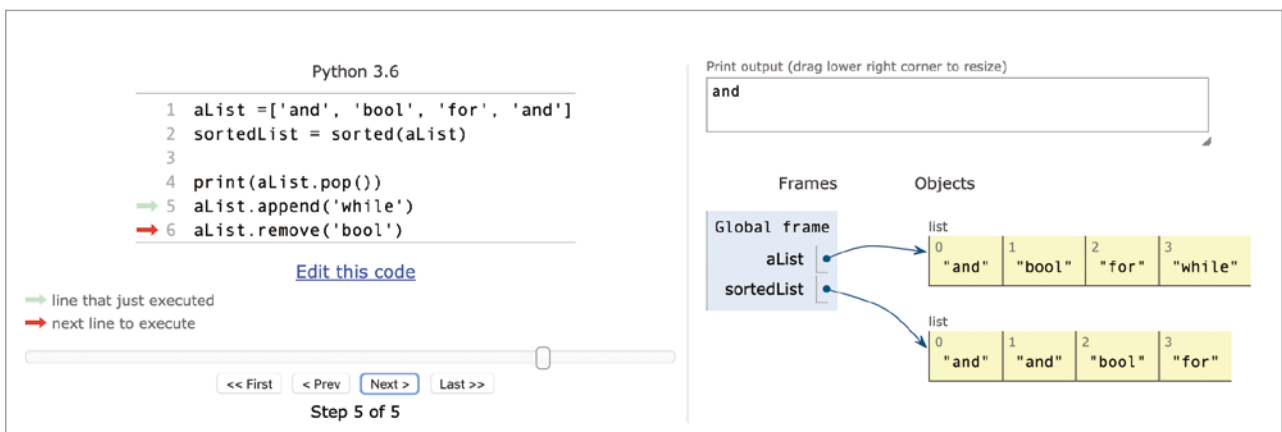 Python 3.6
1 aList =['and', 'bool', 'for', 'and']
2 sortedList = sorted(aList)
3
4 print(aList.pop())
5 aList.append('while')
6 aList.remove('bool')
Edit this code
line that just executed
next line to execute
<< First < Prev Next > Last >>
Step 5 of 5
Print output (drag lower right corner to resize)
and
Frames Objects
Global frame
aList
sortedList
list
0 1 2 3
"and" "bool" "for" "while"
list
0 1 2 3
"and" "and" "bool" "for"